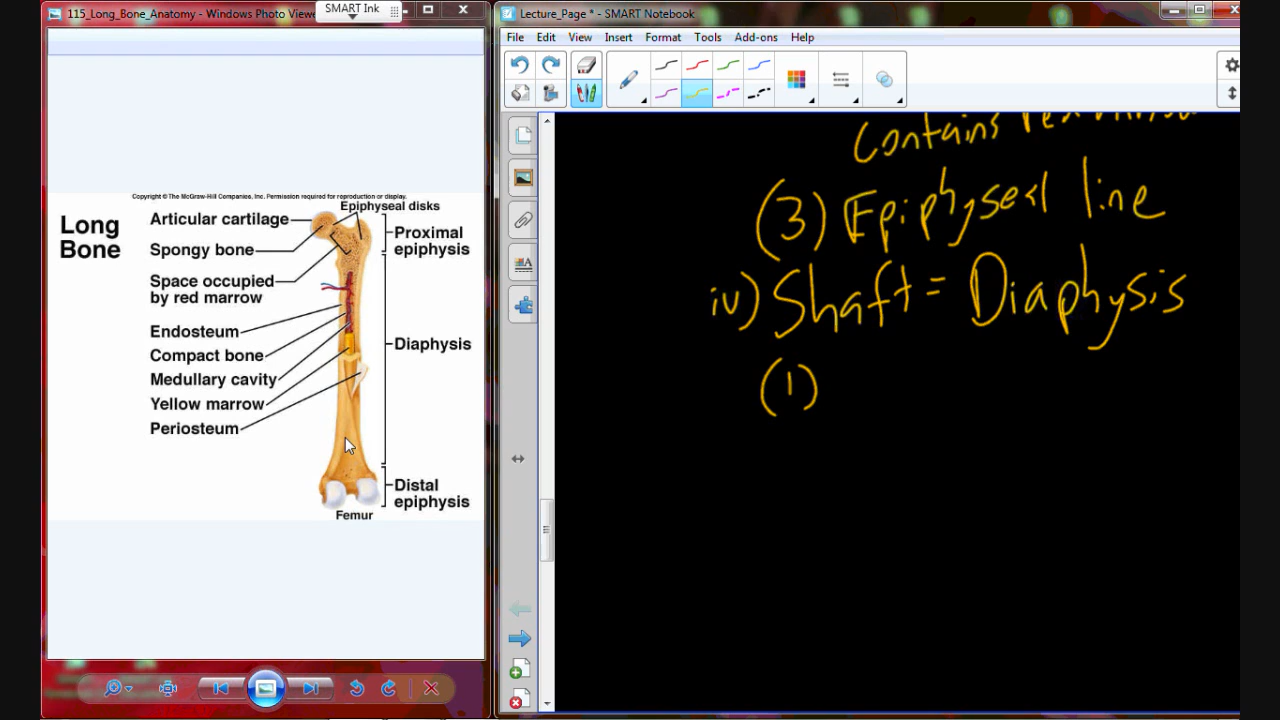 115_Long_Bone_Anatomy - Windows Photo Viewe
SMART Ink
Copyright © The McGraw-Hill Companies, Inc. Permission required for reproduction or display.
Long
Bone
Articular cartilage
Spongy bone
Space occupied
by red marrow
Endosteum
Compact bone
Medullary cavity
Yellow marrow
Periosteum
Epiphyseal disks
Proximal
epiphysis
Diaphysis
Distal
epiphysis
Femur
Lecture_Page * - SMART Notebook
File Edit View Insert Format Tools Add-ons Help
Contains
(3) Epiphyseal line
iv) Shaft = Diaphysis
(1)